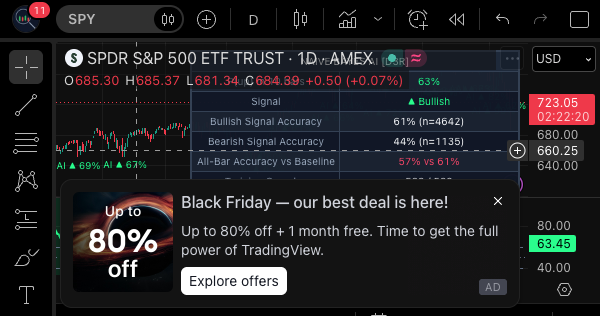 11
SPY
D
SPDR S&P 500 ETF TRUST · 1D · AMEX
USD
O685.30 H685.37 L681.34 C684.39 +0.50 (+0.07%)
63%
Signal ▲ Bullish
Bullish Signal Accuracy 61% (n=4642)
Bearish Signal Accuracy 44% (n=1135)
All-Bar Accuracy vs Baseline 57% vs 61%
723.05
02:22:20
680.00
660.25
640.00
AI ▲ 69% AI ▲ 67%
Up to
80%
off
Black Friday — our best deal is here!
Up to 80% off + 1 month free. Time to get the full
power of TradingView.
Explore offers
AD
80.00
63.45
40.00